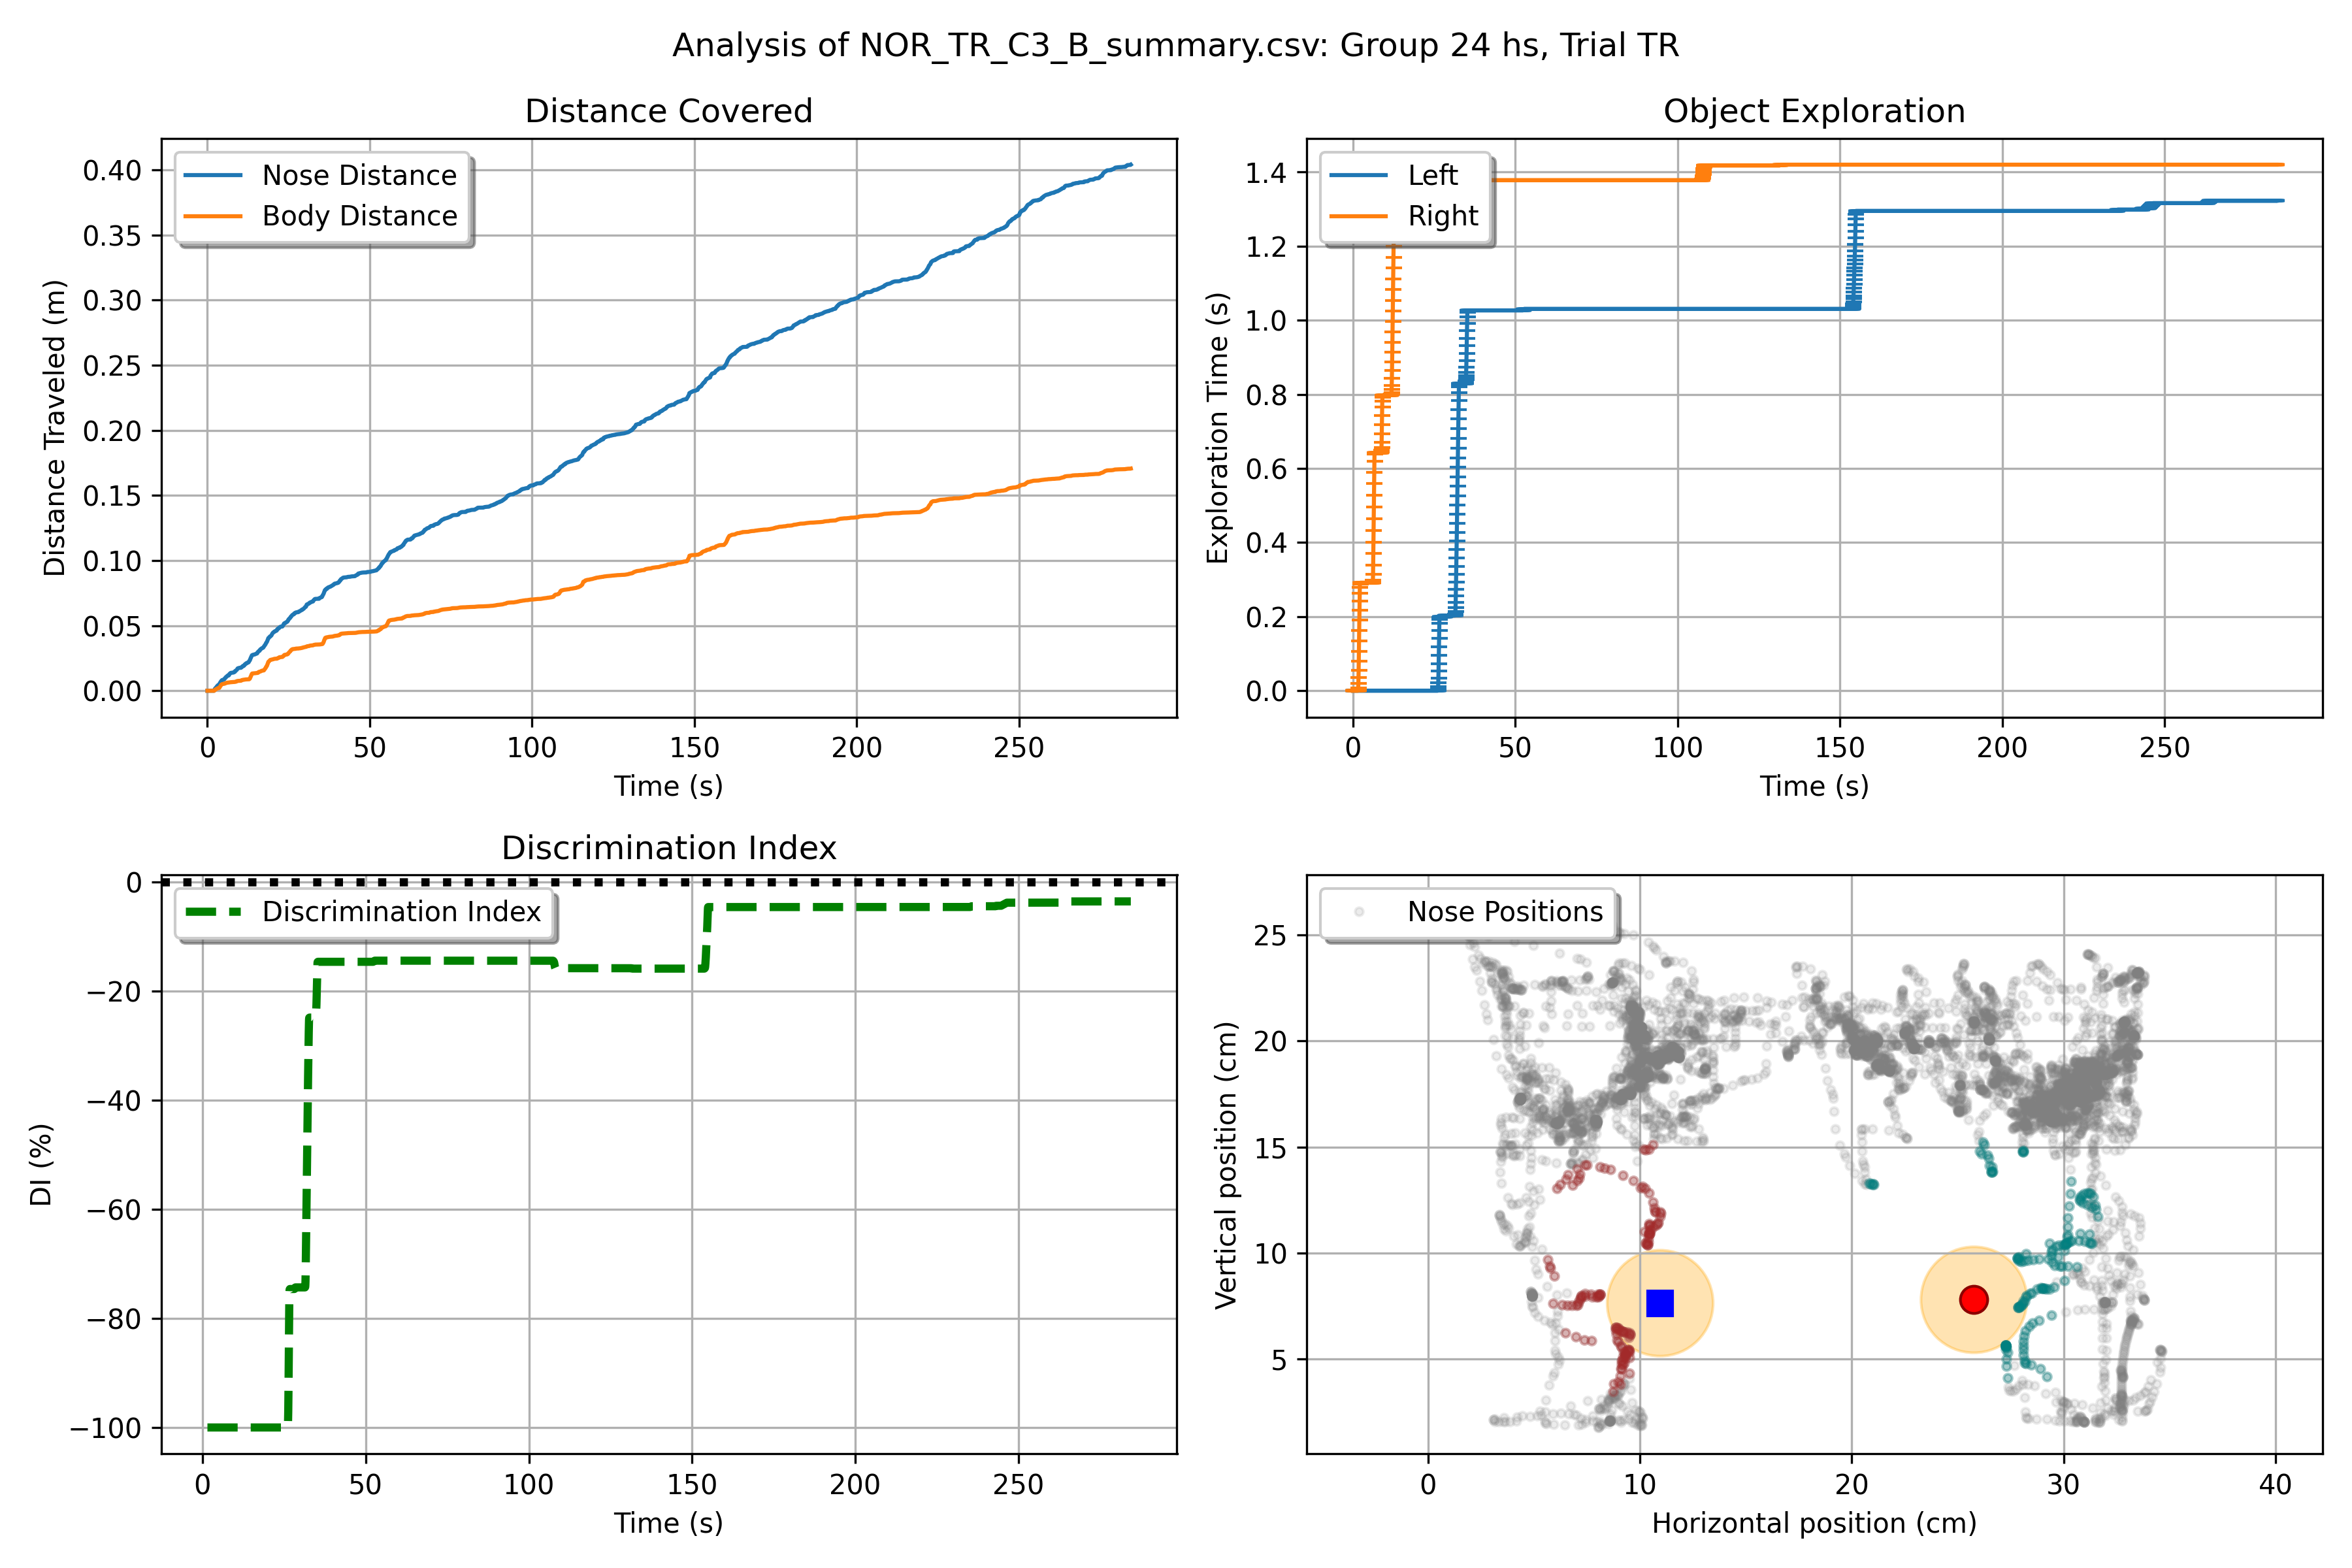 Analysis of NOR_TR_C3_B_summary.csv: Group 24 hs, Trial TR
Distance Covered
Nose Distance
Body Distance
Distance Traveled (m)
0.40
0.35
0.30
0.25
0.20
0.15
0.10
0.05
0.00
0 50 100 150 200 250
Time (s)
Object Exploration
Left
Right
Exploration Time (s)
1.4
1.2
1.0
0.8
0.6
0.4
0.2
0.0
0 50 100 150 200 250
Time (s)
Discrimination Index
Discrimination Index
DI (%)
0
−20
−40
−60
−80
−100
0 50 100 150 200 250
Time (s)
Nose Positions
Vertical position (cm)
25
20
15
10
5
0 10 20 30 40
Horizontal position (cm)